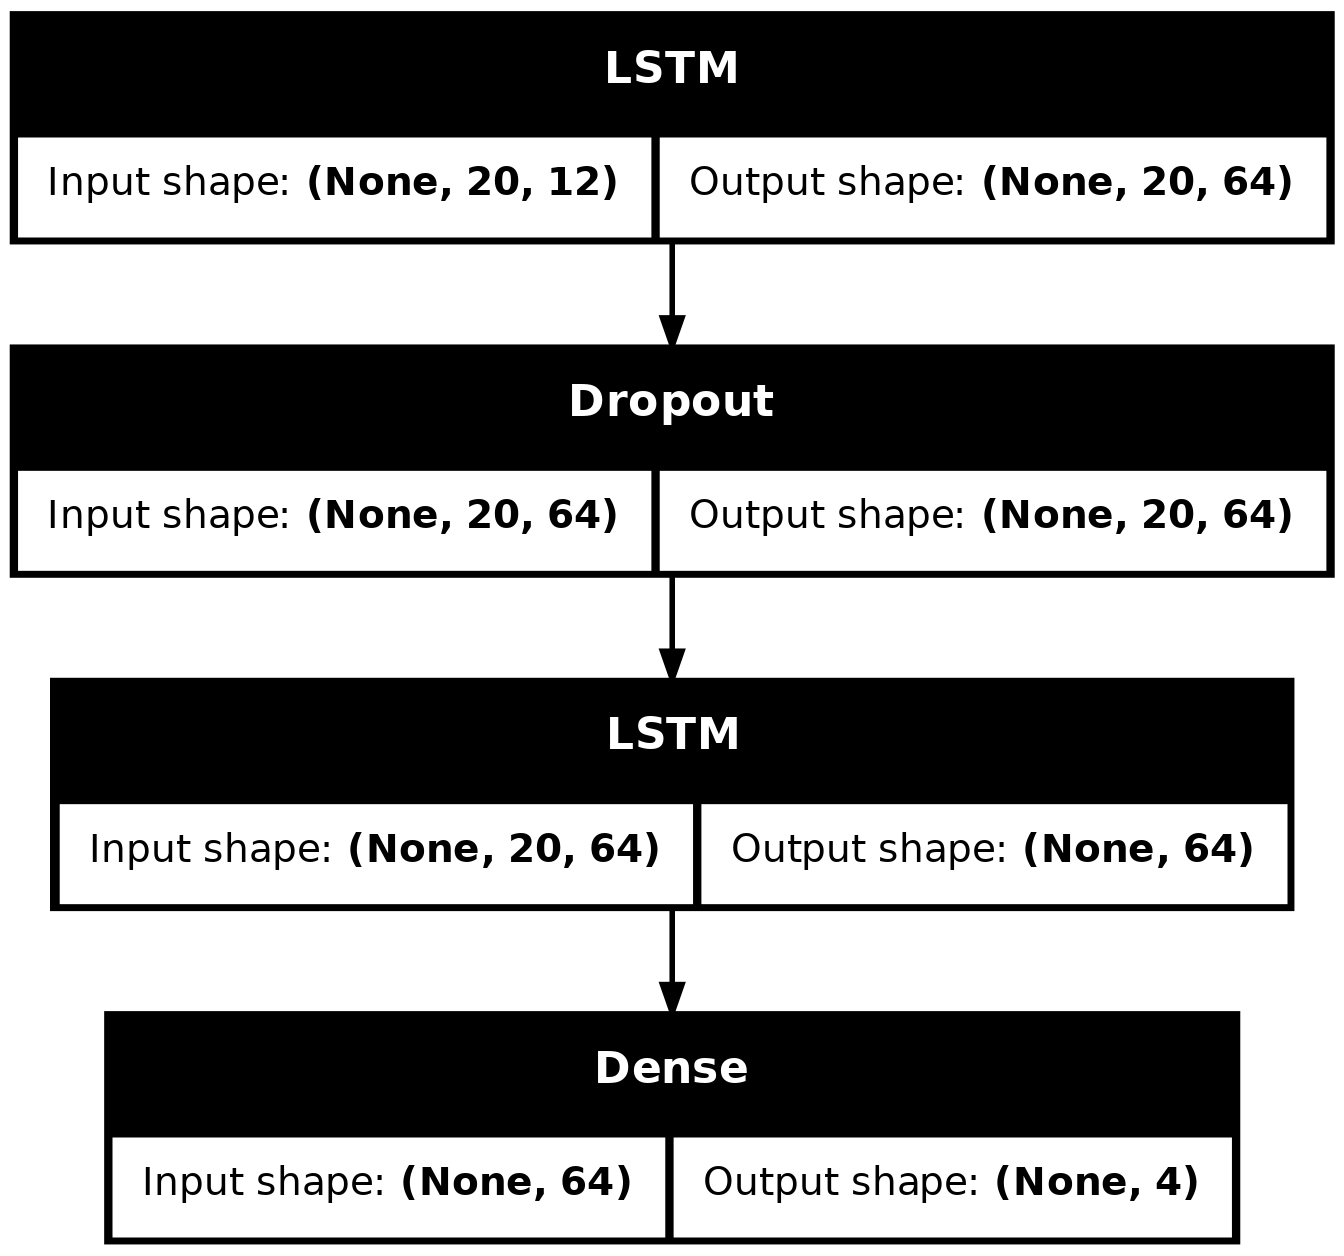 LSTM
Input shape: (None, 20, 12) Output shape: (None, 20, 64)
Dropout
Input shape: (None, 20, 64) Output shape: (None, 20, 64)
LSTM
Input shape: (None, 20, 64) Output shape: (None, 64)
Dense
Input shape: (None, 64) Output shape: (None, 4)